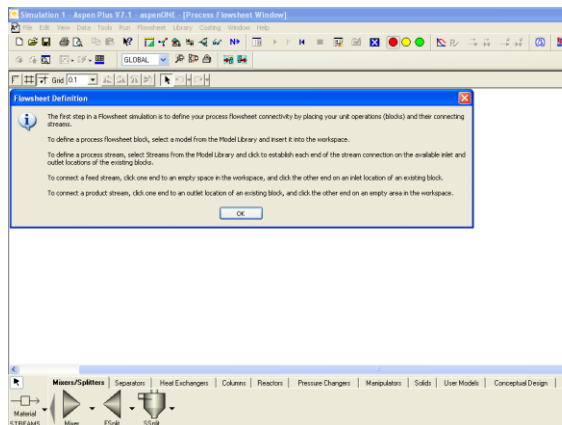 Simulation 1 - Aspen Plus V7.1 - aspenONE - [Process Flowsheet Window]
File Edit View Data Tools Run Flowsheet Library Costing Window Help
GLOBAL
Grid 0.1
Flowsheet Definition
The first step in a Flowsheet simulation is to define your process flowsheet connectivity by placing your unit operations (blocks) and their connecting
streams.
To define a process flowsheet block, select a model from the Model Library and insert it into the workspace.
To define a process stream, select Streams from the Model Library and click to establish each end of the stream connection on the available inlet and
outlet locations of the existing blocks.
To connect a feed stream, click one end to an empty space in the workspace, and click the other end on an inlet location of an existing block.
To connect a product stream, click one end to an outlet location of an existing block, and click the other end on an empty area in the workspace.
OK
Mixers/Splitters Separators Heat Exchangers Columns Reactors Pressure Changers Manipulators Solids User Models Conceptual Design
Material
STREAMS Mixer FSplit SSplit